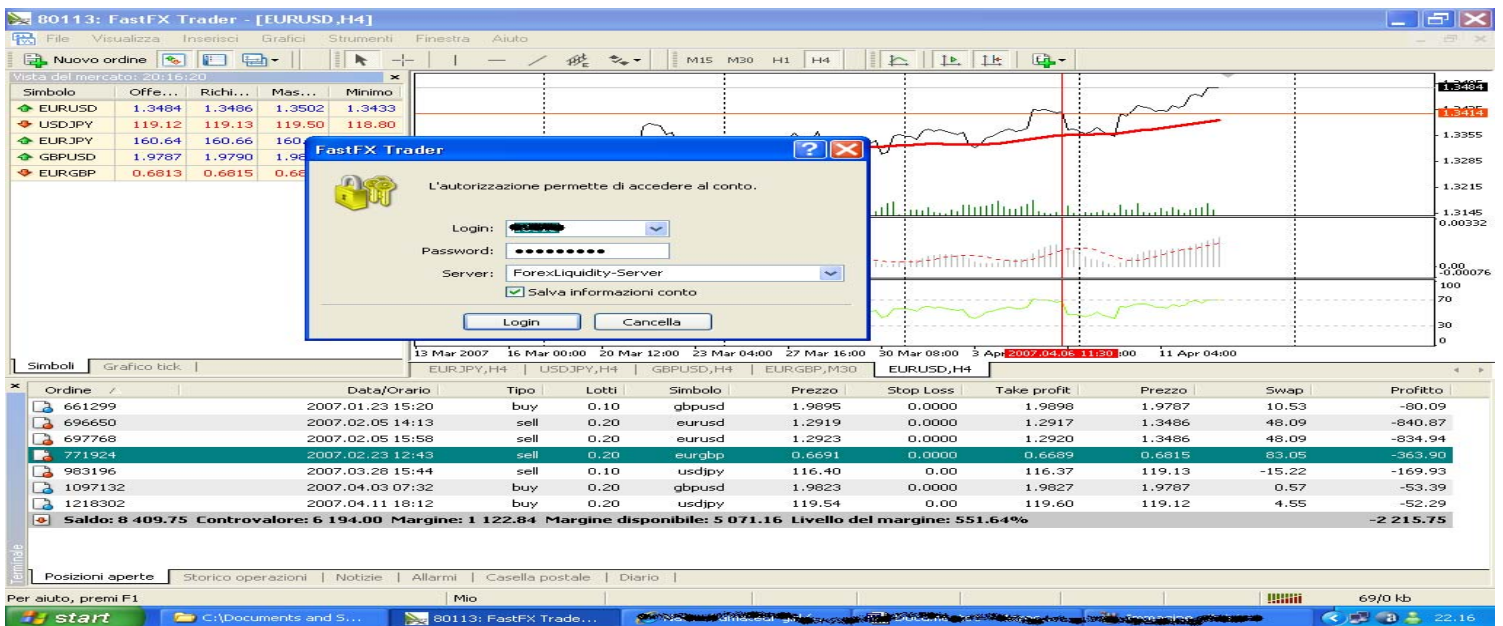 80113: FastFX Trader - [EURUSD,H4]
File Visualizza Inserisci Grafici Strumenti Finestra Aiuto
Nuovo ordine M15 M30 H1 H4
Vista del mercato: 20:16:20
Simbolo Offe... Richi... Mas... Minimo
EURUSD 1.3484 1.3486 1.3502 1.3433
USDJPY 119.12 119.13 119.50 118.80
EURJPY 160.64 160.66
GBPUSD 1.9787 1.9790
EURGBP 0.6813 0.6815
FastFX Trader
L'autorizzazione permette di accedere al conto.
Login:
Password: •••••••••
Server: ForexLiquidity-Server
Salva informazioni conto
Login Cancella
1.3484
1.3414
1.3355
1.3285
1.3215
1.3145
0.00332
0.00
-0.00076
100
70
30
0
13 Mar 2007 16 Mar 00:00 20 Mar 12:00 23 Mar 04:00 27 Mar 16:00 30 Mar 08:00 3 Apr 2007.04.06 11:30 :00 11 Apr 04:00
Simboli Grafico tick
EURJPY,H4 USDJPY,H4 GBPUSD,H4 EURGBP,M30 EURUSD,H4
Ordine / Data/Orario Tipo Lotti Simbolo Prezzo Stop Loss Take profit Prezzo Swap Profitto
661299 2007.01.23 15:20 buy 0.10 gbpusd 1.9895 0.0000 1.9898 1.9787 10.53 -80.09
696650 2007.02.05 14:13 sell 0.20 eurusd 1.2919 0.0000 1.2917 1.3486 48.09 -840.87
697768 2007.02.05 15:58 sell 0.20 eurusd 1.2923 0.0000 1.2920 1.3486 48.09 -834.94
771924 2007.02.23 12:43 sell 0.20 eurgbp 0.6691 0.0000 0.6689 0.6815 83.05 -363.90
983196 2007.03.28 15:44 sell 0.10 usdjpy 116.40 0.00 116.37 119.13 -15.22 -169.93
1097132 2007.04.03 07:32 buy 0.20 gbpusd 1.9823 0.0000 1.9827 1.9787 0.57 -53.39
1218302 2007.04.11 18:12 buy 0.20 usdjpy 119.54 0.00 119.60 119.12 4.55 -52.29
Saldo: 8 409.75 Controvalore: 6 194.00 Margine: 1 122.84 Margine disponibile: 5 071.16 Livello del margine: 551.64% -2 215.75
Terminale
Posizioni aperte Storico operazioni Notizie Allarmi Casella postale Diario
Per aiuto, premi F1 Mio 69/0 kb
start C:\Documents and S... 80113: FastFX Trade... 22.16